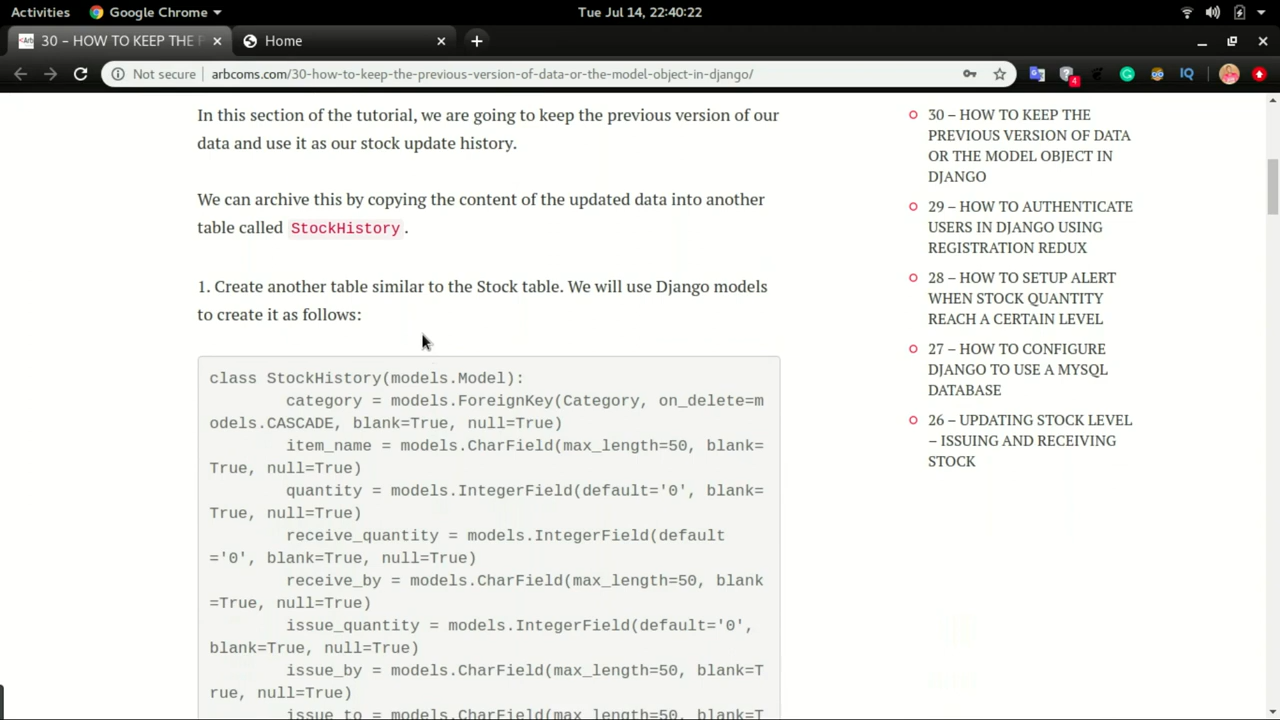 Activities
Google Chrome
Tue Jul 14, 22:40:22
30 – HOW TO KEEP THE P
Home
Not secure
arbcoms.com/30-how-to-keep-the-previous-version-of-data-or-the-model-object-in-django/
4
IQ
In this section of the tutorial, we are going to keep the previous version of our
data and use it as our stock update history.
We can archive this by copying the content of the updated data into another
table called StockHistory.
1. Create another table similar to the Stock table. We will use Django models
to create it as follows:
class StockHistory(models.Model):
category = models.ForeignKey(Category, on_delete=m
odels.CASCADE, blank=True, null=True)
item_name = models.CharField(max_length=50, blank=
True, null=True)
quantity = models.IntegerField(default='0', blank=
True, null=True)
receive_quantity = models.IntegerField(default
='0', blank=True, null=True)
receive_by = models.CharField(max_length=50, blank
=True, null=True)
issue_quantity = models.IntegerField(default='0',
blank=True, null=True)
issue_by = models.CharField(max_length=50, blank=T
rue, null=True)
issue_to = models.CharField(max_length=50, blank=T
30 – HOW TO KEEP THE
PREVIOUS VERSION OF DATA
OR THE MODEL OBJECT IN
DJANGO
29 – HOW TO AUTHENTICATE
USERS IN DJANGO USING
REGISTRATION REDUX
28 – HOW TO SETUP ALERT
WHEN STOCK QUANTITY
REACH A CERTAIN LEVEL
27 – HOW TO CONFIGURE
DJANGO TO USE A MYSQL
DATABASE
26 – UPDATING STOCK LEVEL
– ISSUING AND RECEIVING
STOCK